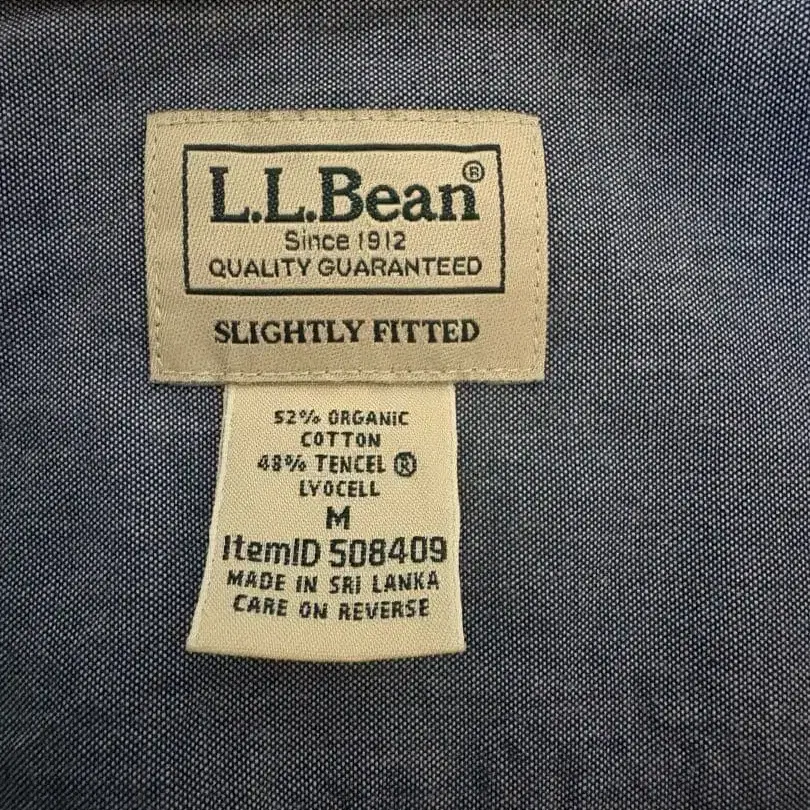 L.L.Bean®
Since 1912
QUALITY GUARANTEED
SLIGHTLY FITTED
52% ORGANIC
COTTON
48% TENCEL ®
LYOCELL
M
ItemID 508409
MADE IN SRI LANKA
CARE ON REVERSE